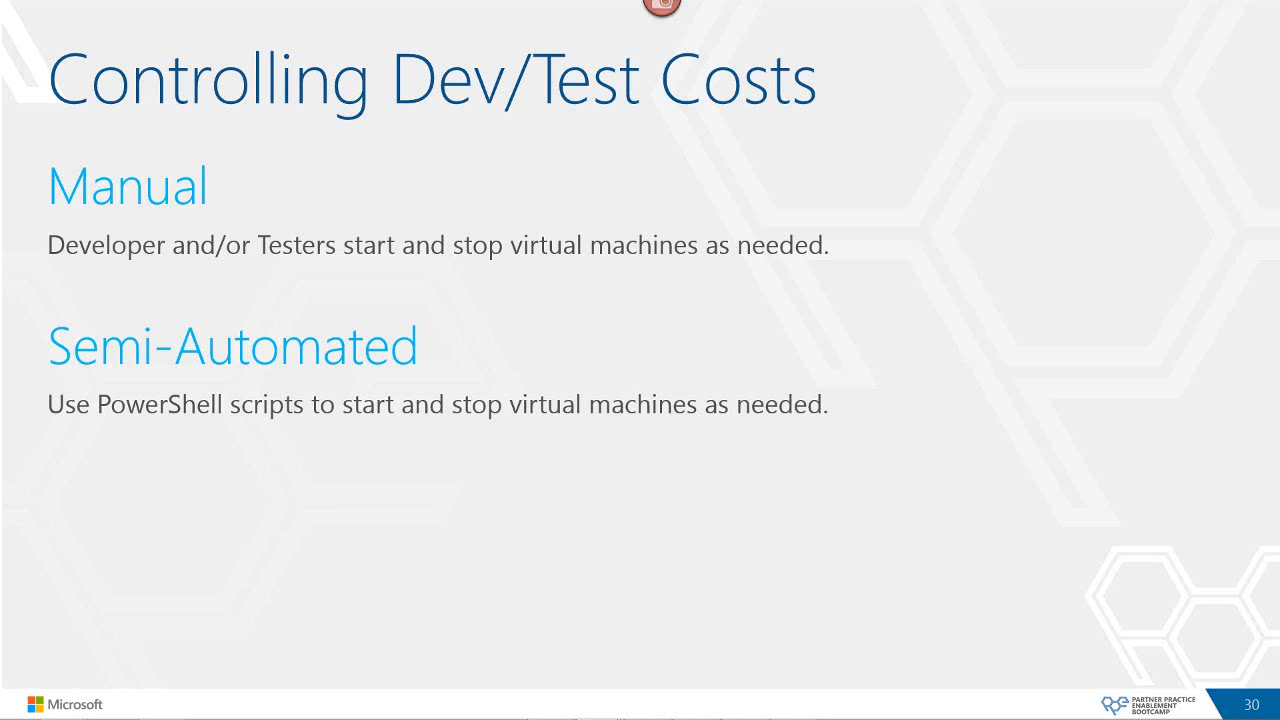 Controlling Dev/Test Costs
Manual
Developer and/or Testers start and stop virtual machines as needed.
Semi-Automated
Use PowerShell scripts to start and stop virtual machines as needed.
Microsoft
PARTNER PRACTICE
ENABLEMENT
BOOTCAMP
30